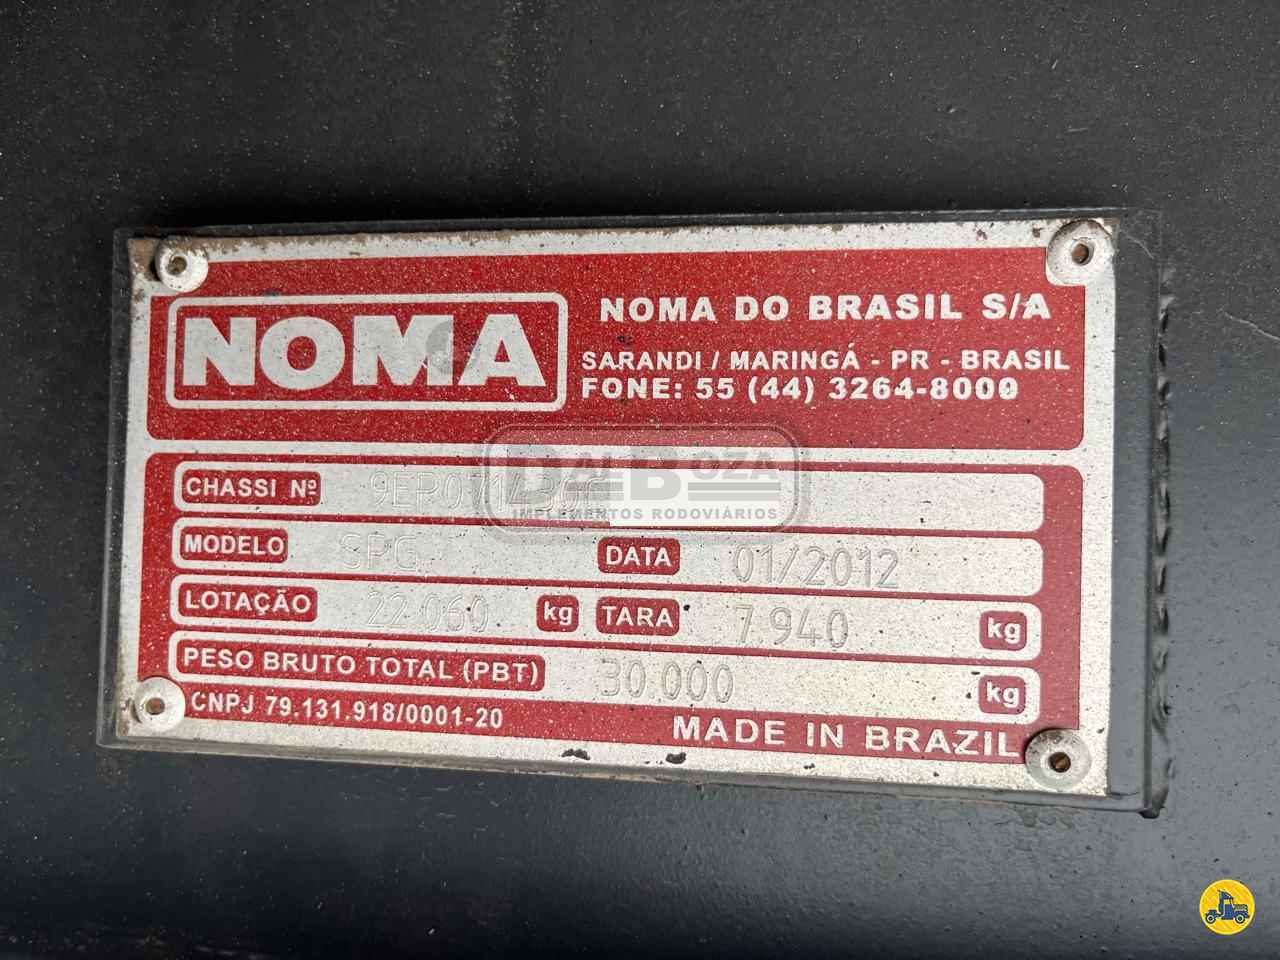 NOMA
NOMA DO BRASIL S/A
SARANDI / MARINGÁ - PR - BRASIL
FONE: 55 (44) 3264-8000
CHASSI Nº
DALBOZA
IMPLEMENTOS RODOVIÁRIOS
MODELO DATA 01/2012
LOTAÇÃO 22.060 kg TARA 7.940 kg
PESO BRUTO TOTAL (PBT) 30.000 kg
CNPJ 79.131.918/0001-20
MADE IN BRAZIL